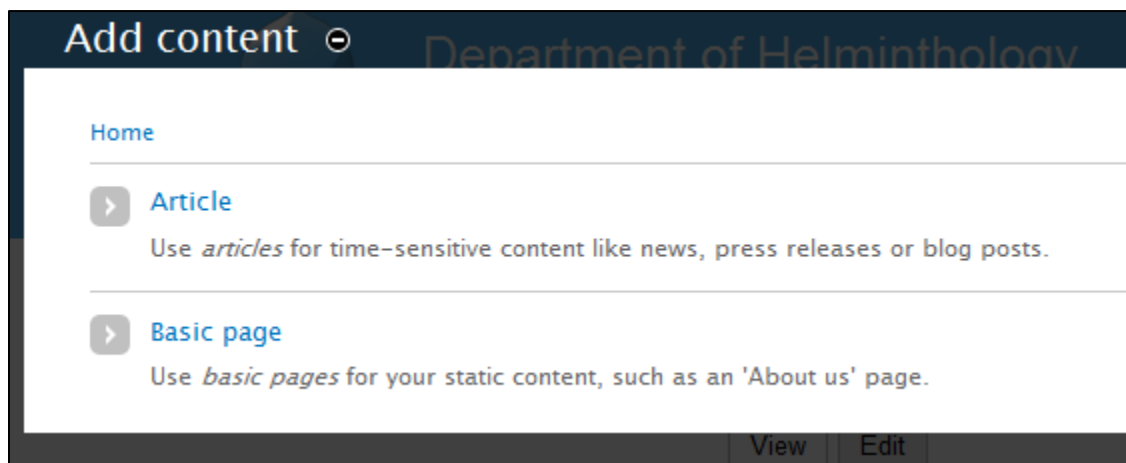 Add content
Department of Helminthology
Home
Article
Use articles for time-sensitive content like news, press releases or blog posts.
Basic page
Use basic pages for your static content, such as an 'About us' page.
View Edit